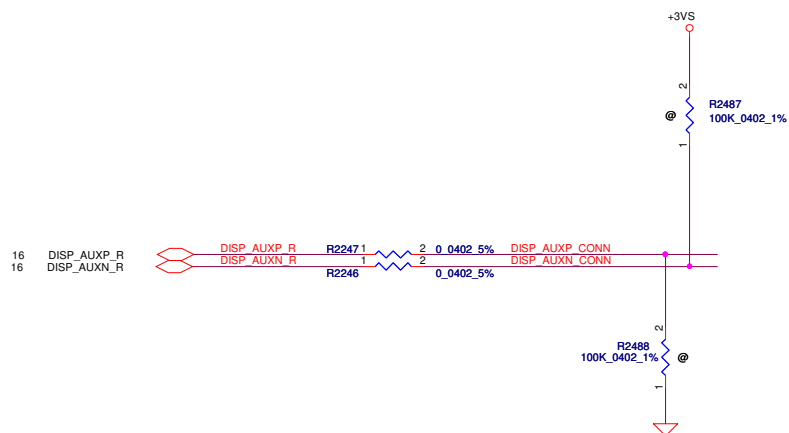 +3VS
2
R2487
@
100K_0402_1%
1
16 DISP_AUXP_R DISP_AUXP_R R2247 1 2 0_0402_5% DISP_AUXP_CONN
16 DISP_AUXN_R DISP_AUXN_R 1 2 DISP_AUXN_CONN
R2246 0_0402_5%
2
R2488
100K_0402_1% @
1